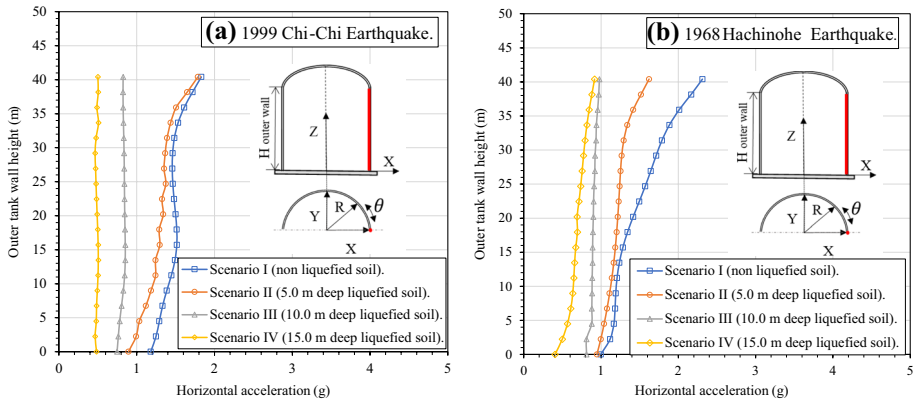 (a) 1999 Chi-Chi Earthquake.
Outer tank wall height (m)
50
45
40
35
30
25
20
15
10
5
0
H outer wall
Z
X
Y
R
θ
X
Scenario I (non liquefied soil).
Scenario II (5.0 m deep liquefied soil).
Scenario III (10.0 m deep liquefied soil).
Scenario IV (15.0 m deep liquefied soil).
0 1 2 3 4 5
Horizontal acceleration (g)
(b) 1968 Hachinohe Earthquake.
Outer tank wall height (m)
50
45
40
35
30
25
20
15
10
5
0
H outer wall
Z
X
Y
R
θ
X
Scenario I (non liquefied soil).
Scenario II (5.0 m deep liquefied soil).
Scenario III (10.0 m deep liquefied soil).
Scenario IV (15.0 m deep liquefied soil).
0 1 2 3 4 5
Horizontal acceleration (g)